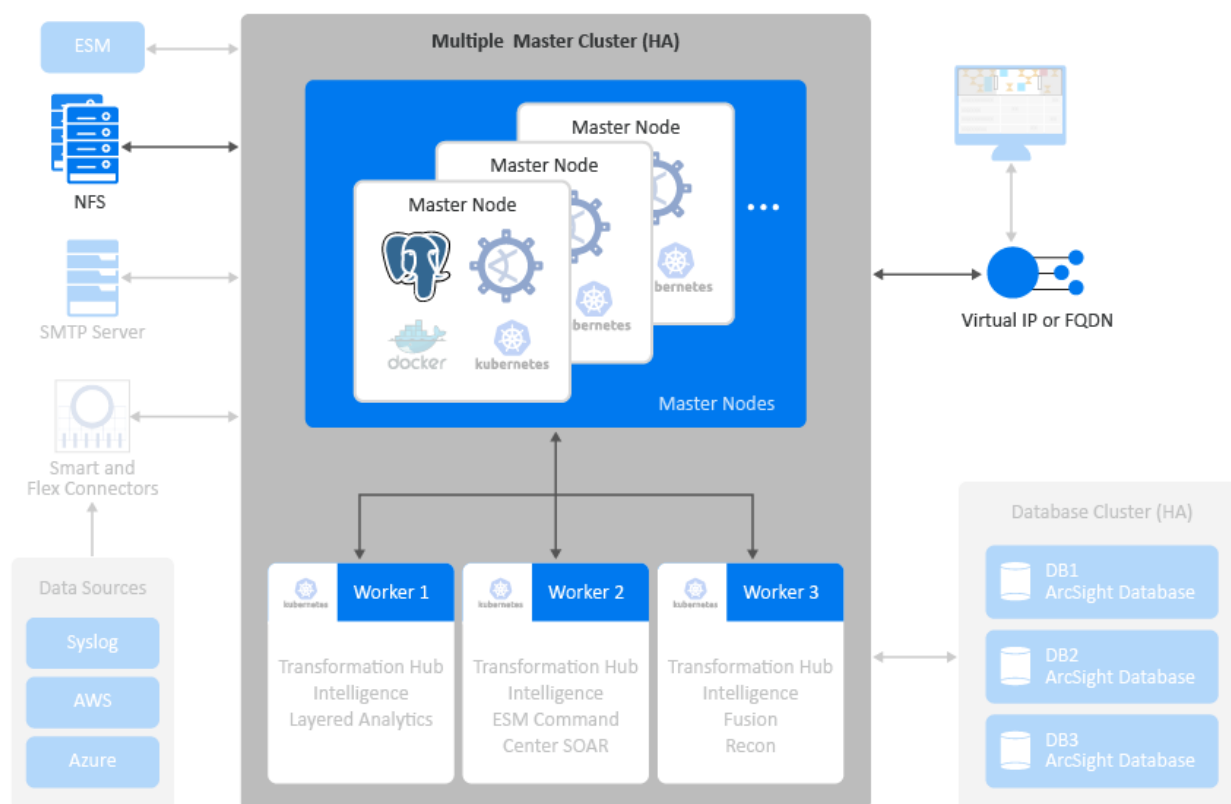 ESM
NFS
SMTP Server
Smart and
Flex Connectors
Data Sources
Syslog
AWS
Azure
Multiple Master Cluster (HA)
Master Node
kubernetes
Master Node
kubernetes
Master Node
docker
kubernetes
...
Master Nodes
kubernetes
Worker 1
Transformation Hub
Intelligence
Layered Analytics
kubernetes
Worker 2
Transformation Hub
Intelligence
ESM Command
Center SOAR
kubernetes
Worker 3
Transformation Hub
Intelligence
Fusion
Recon
Virtual IP or FQDN
Database Cluster (HA)
DB1
ArcSight Database
DB2
ArcSight Database
DB3
ArcSight Database